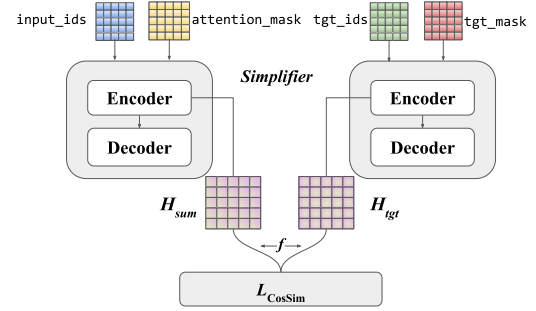 input_ids
attention_mask
tgt_ids
tgt_mask
Simplifier
Encoder
Decoder
Encoder
Decoder
H_sum
H_tgt
f
L_CosSim